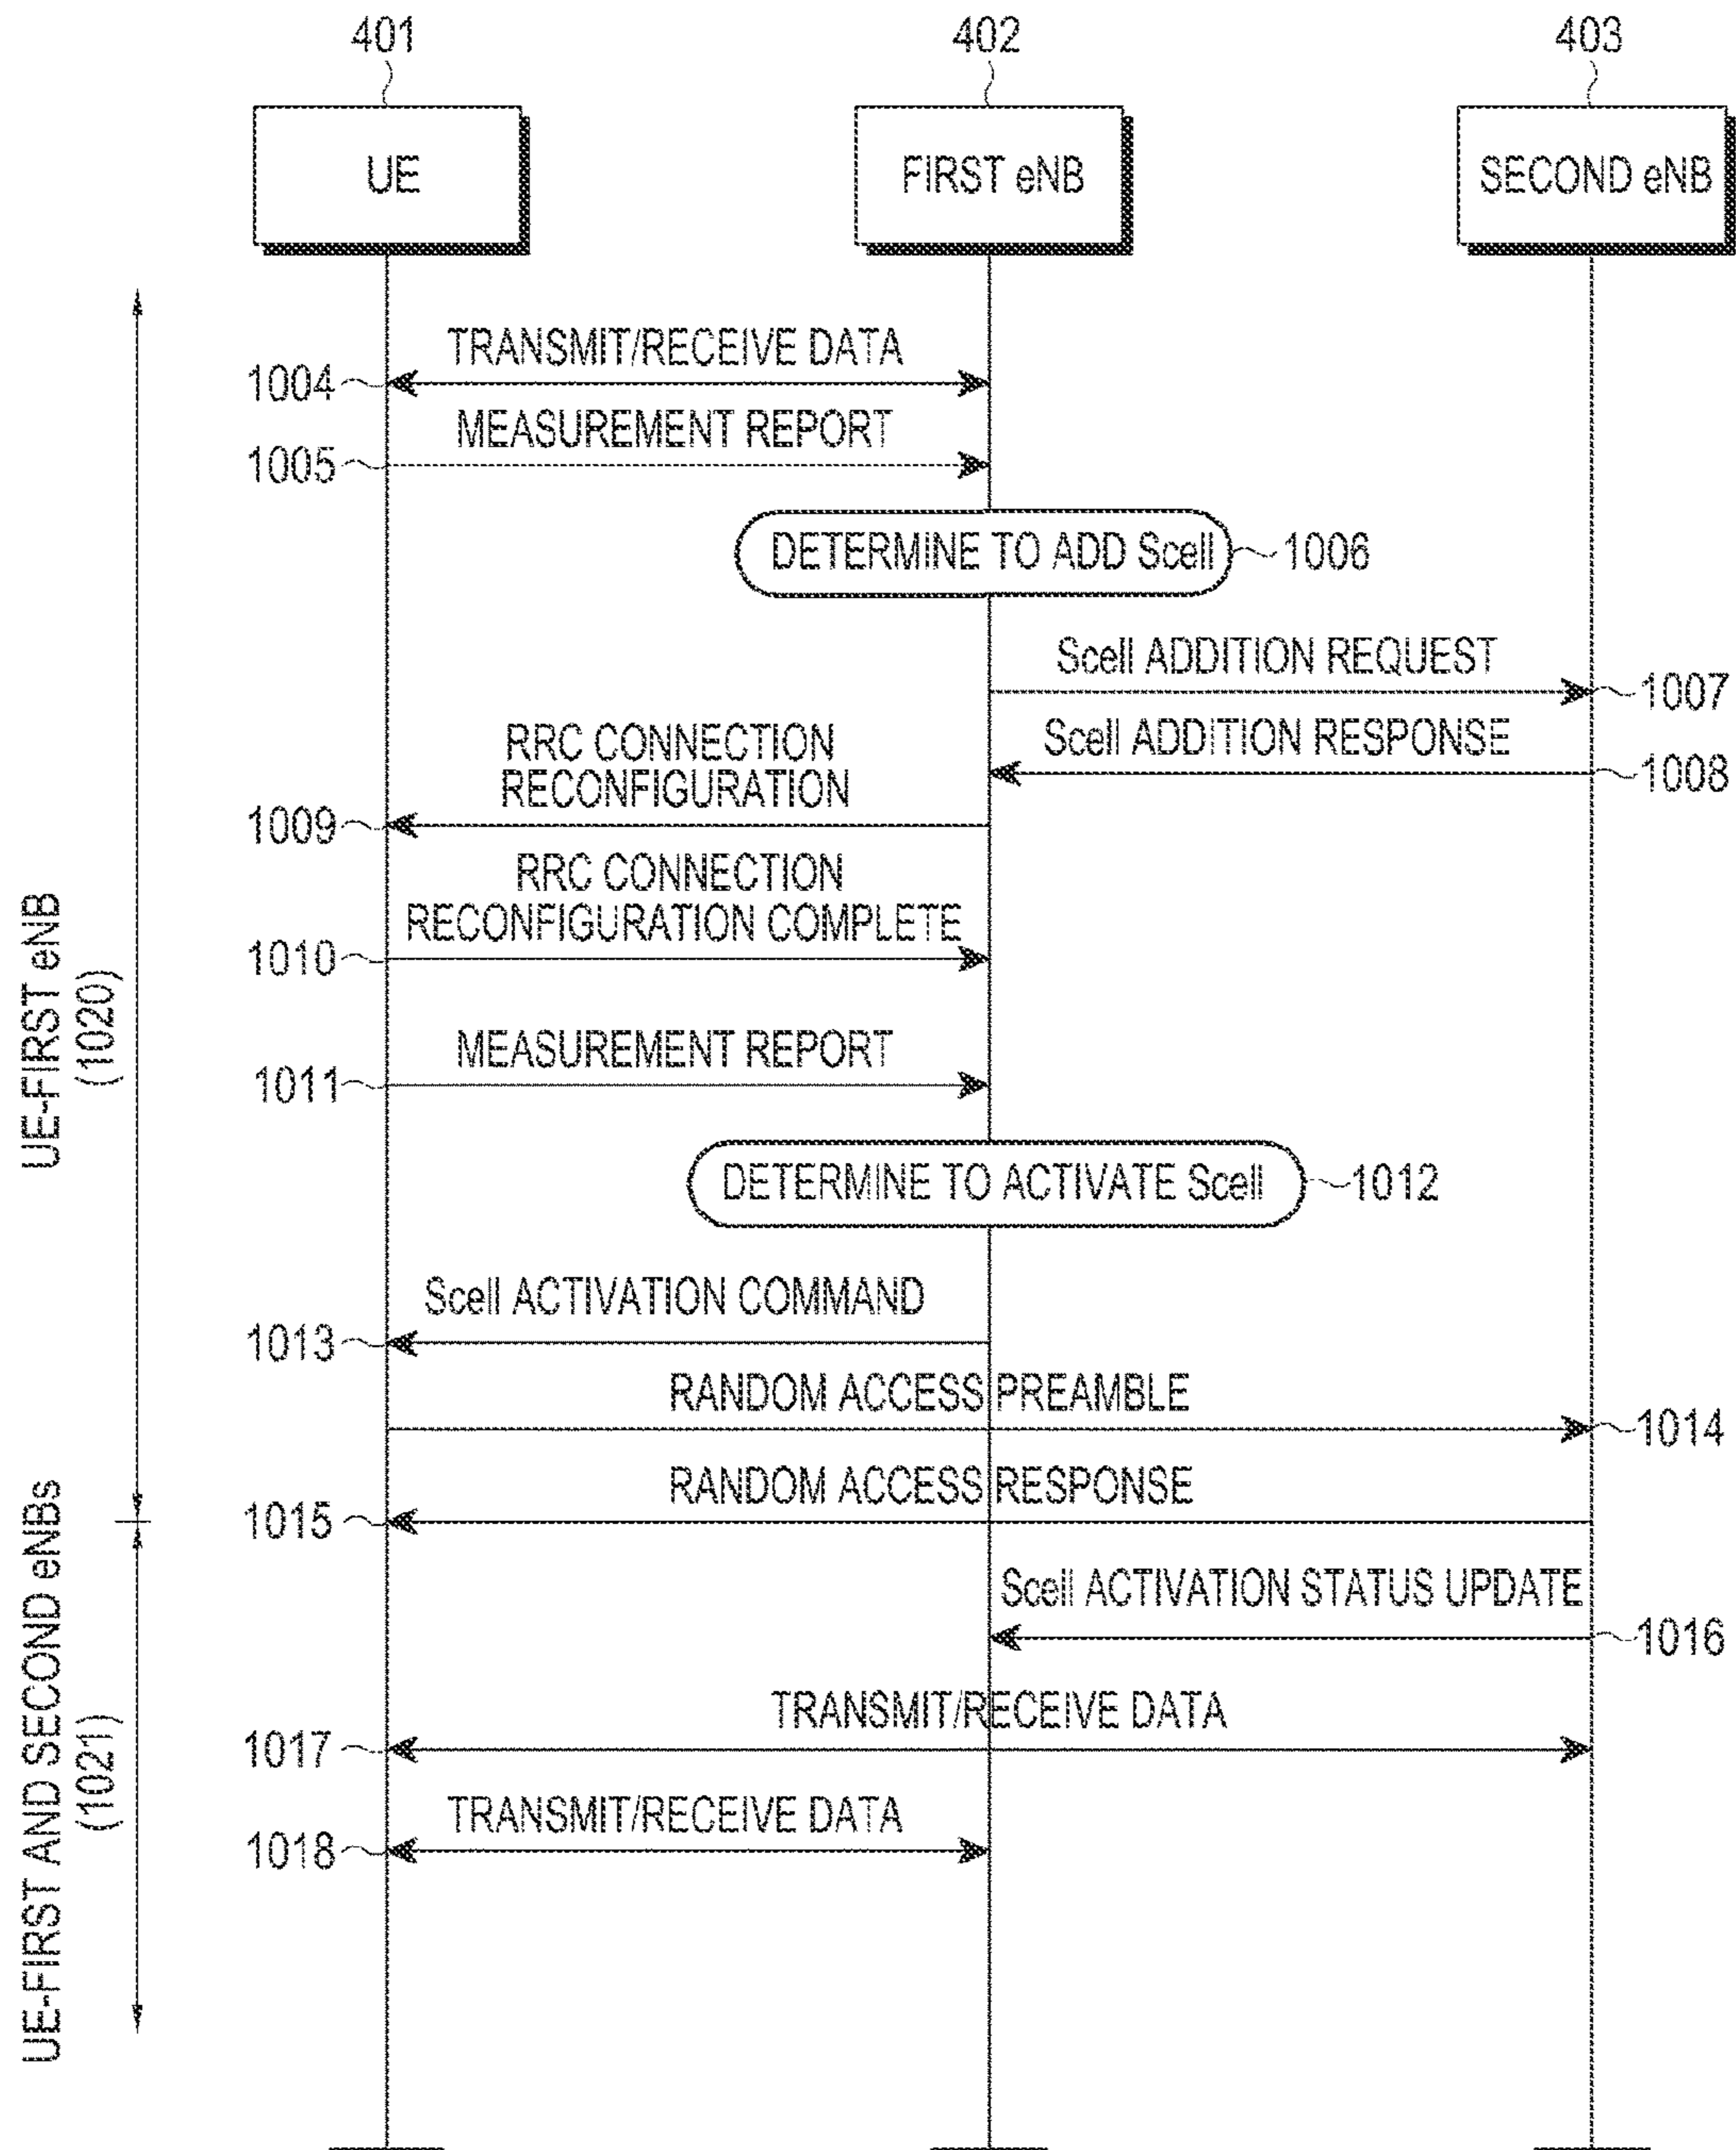 401
402
403
UE
FIRST eNB
SECOND eNB
TRANSMIT/RECEIVE DATA
1004
MEASUREMENT REPORT
1005
DETERMINE TO ADD Scell
1006
Scell ADDITION REQUEST
1007
Scell ADDITION RESPONSE
1008
RRC CONNECTION
RECONFIGURATION
1009
RRC CONNECTION
RECONFIGURATION COMPLETE
1010
UE-FIRST eNB
(1020)
MEASUREMENT REPORT
1011
DETERMINE TO ACTIVATE Scell
1012
Scell ACTIVATION COMMAND
1013
RANDOM ACCESS PREAMBLE
1014
RANDOM ACCESS RESPONSE
1015
UE-FIRST AND SECOND eNBs
(1021)
Scell ACTIVATION STATUS UPDATE
1016
TRANSMIT/RECEIVE DATA
1017
TRANSMIT/RECEIVE DATA
1018